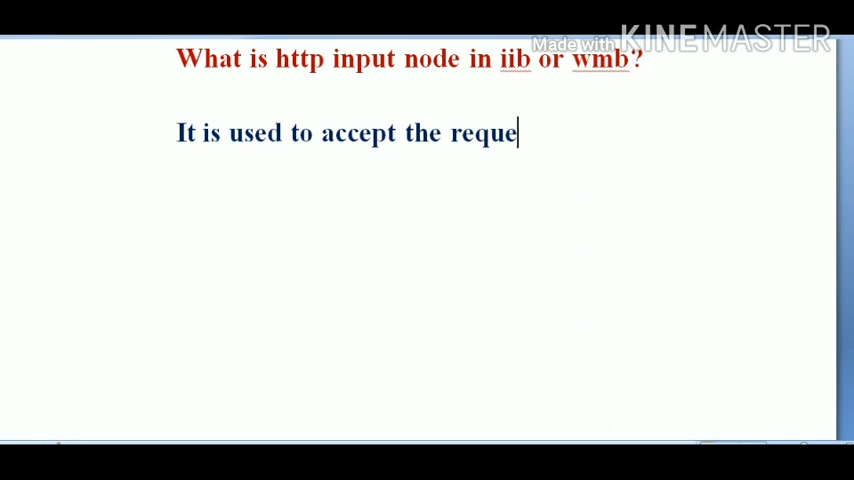 Made with KINEMASTER
What is http input node in iib or wmb?
It is used to accept the reque